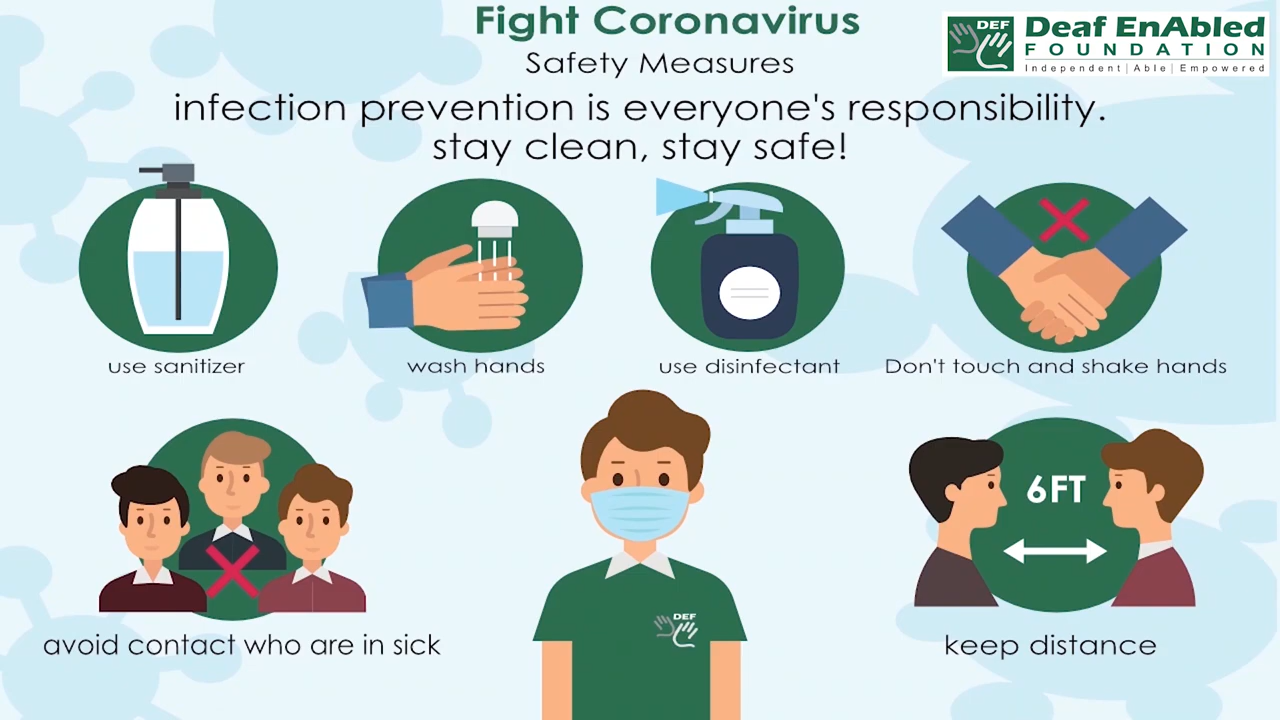 Fight Coronavirus
Safety Measures
DEF
Deaf EnAbled
FOUNDATION
Independent | Able | Empowered
infection prevention is everyone's responsibility.
stay clean, stay safe!
use sanitizer
wash hands
use disinfectant
Don't touch and shake hands
6FT
DEF
avoid contact who are in sick
keep distance